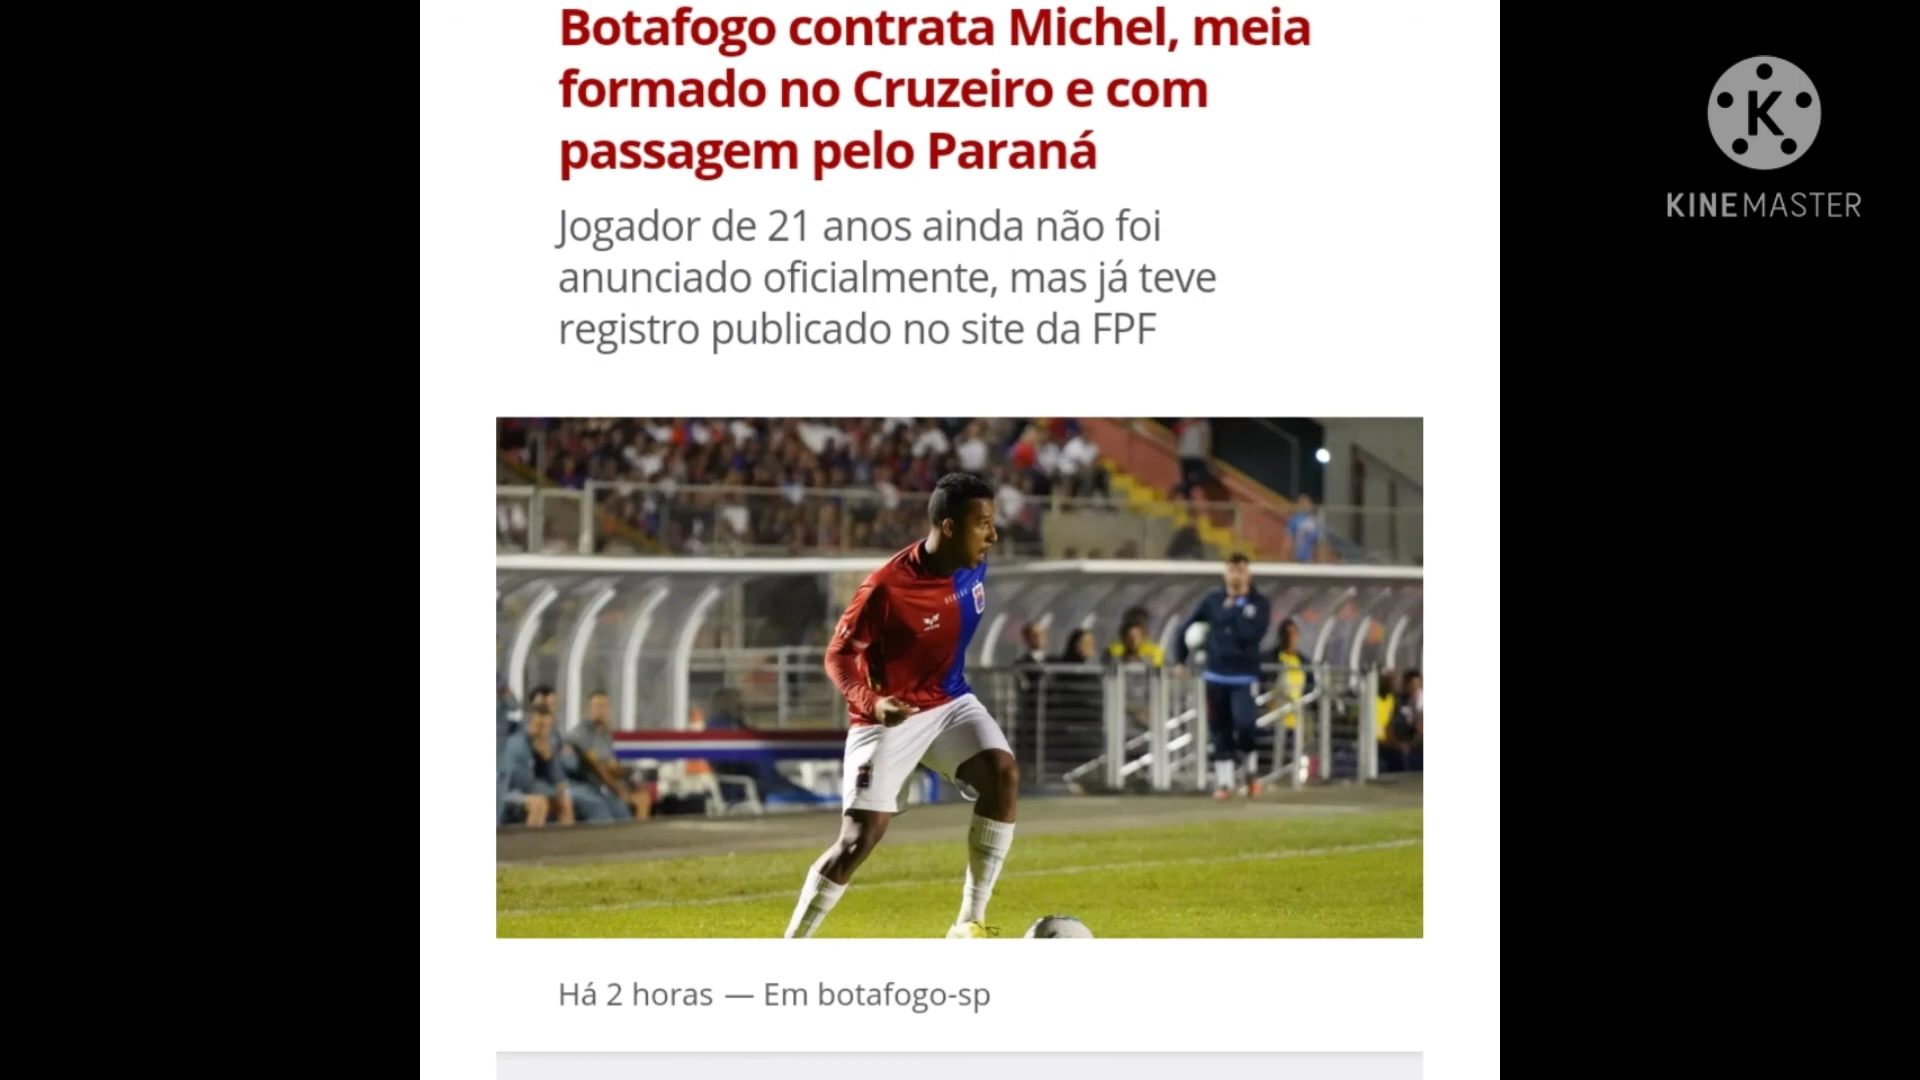 Botafogo contrata Michel, meia
formado no Cruzeiro e com
passagem pelo Paraná
Jogador de 21 anos ainda não foi
anunciado oficialmente, mas já teve
registro publicado no site da FPF
Há 2 horas — Em botafogo-sp
K
KINEMASTER